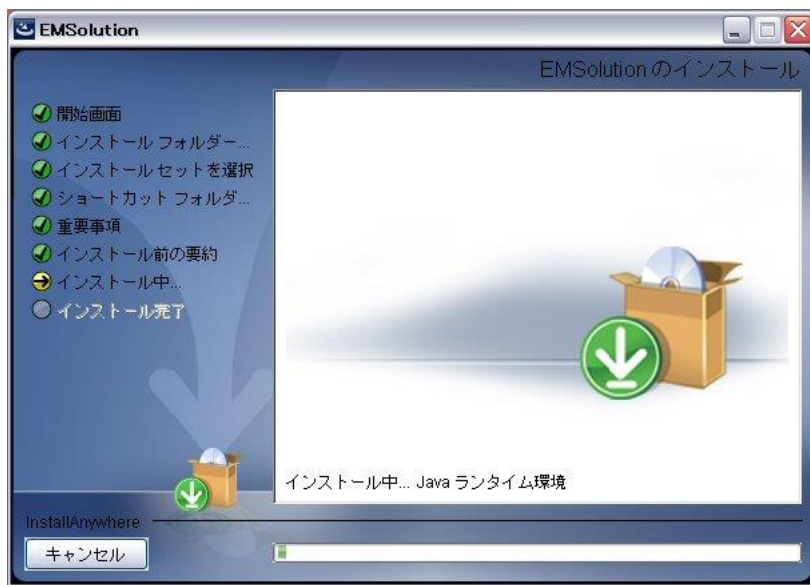 EMSolution
EMSolution のインストール
開始画面
インストール フォルダー...
インストール セットを選択
ショートカット フォルダ...
重要事項
インストール前の要約
インストール中...
インストール完了
インストール中... Java ランタイム環境
InstallAnywhere
キャンセル